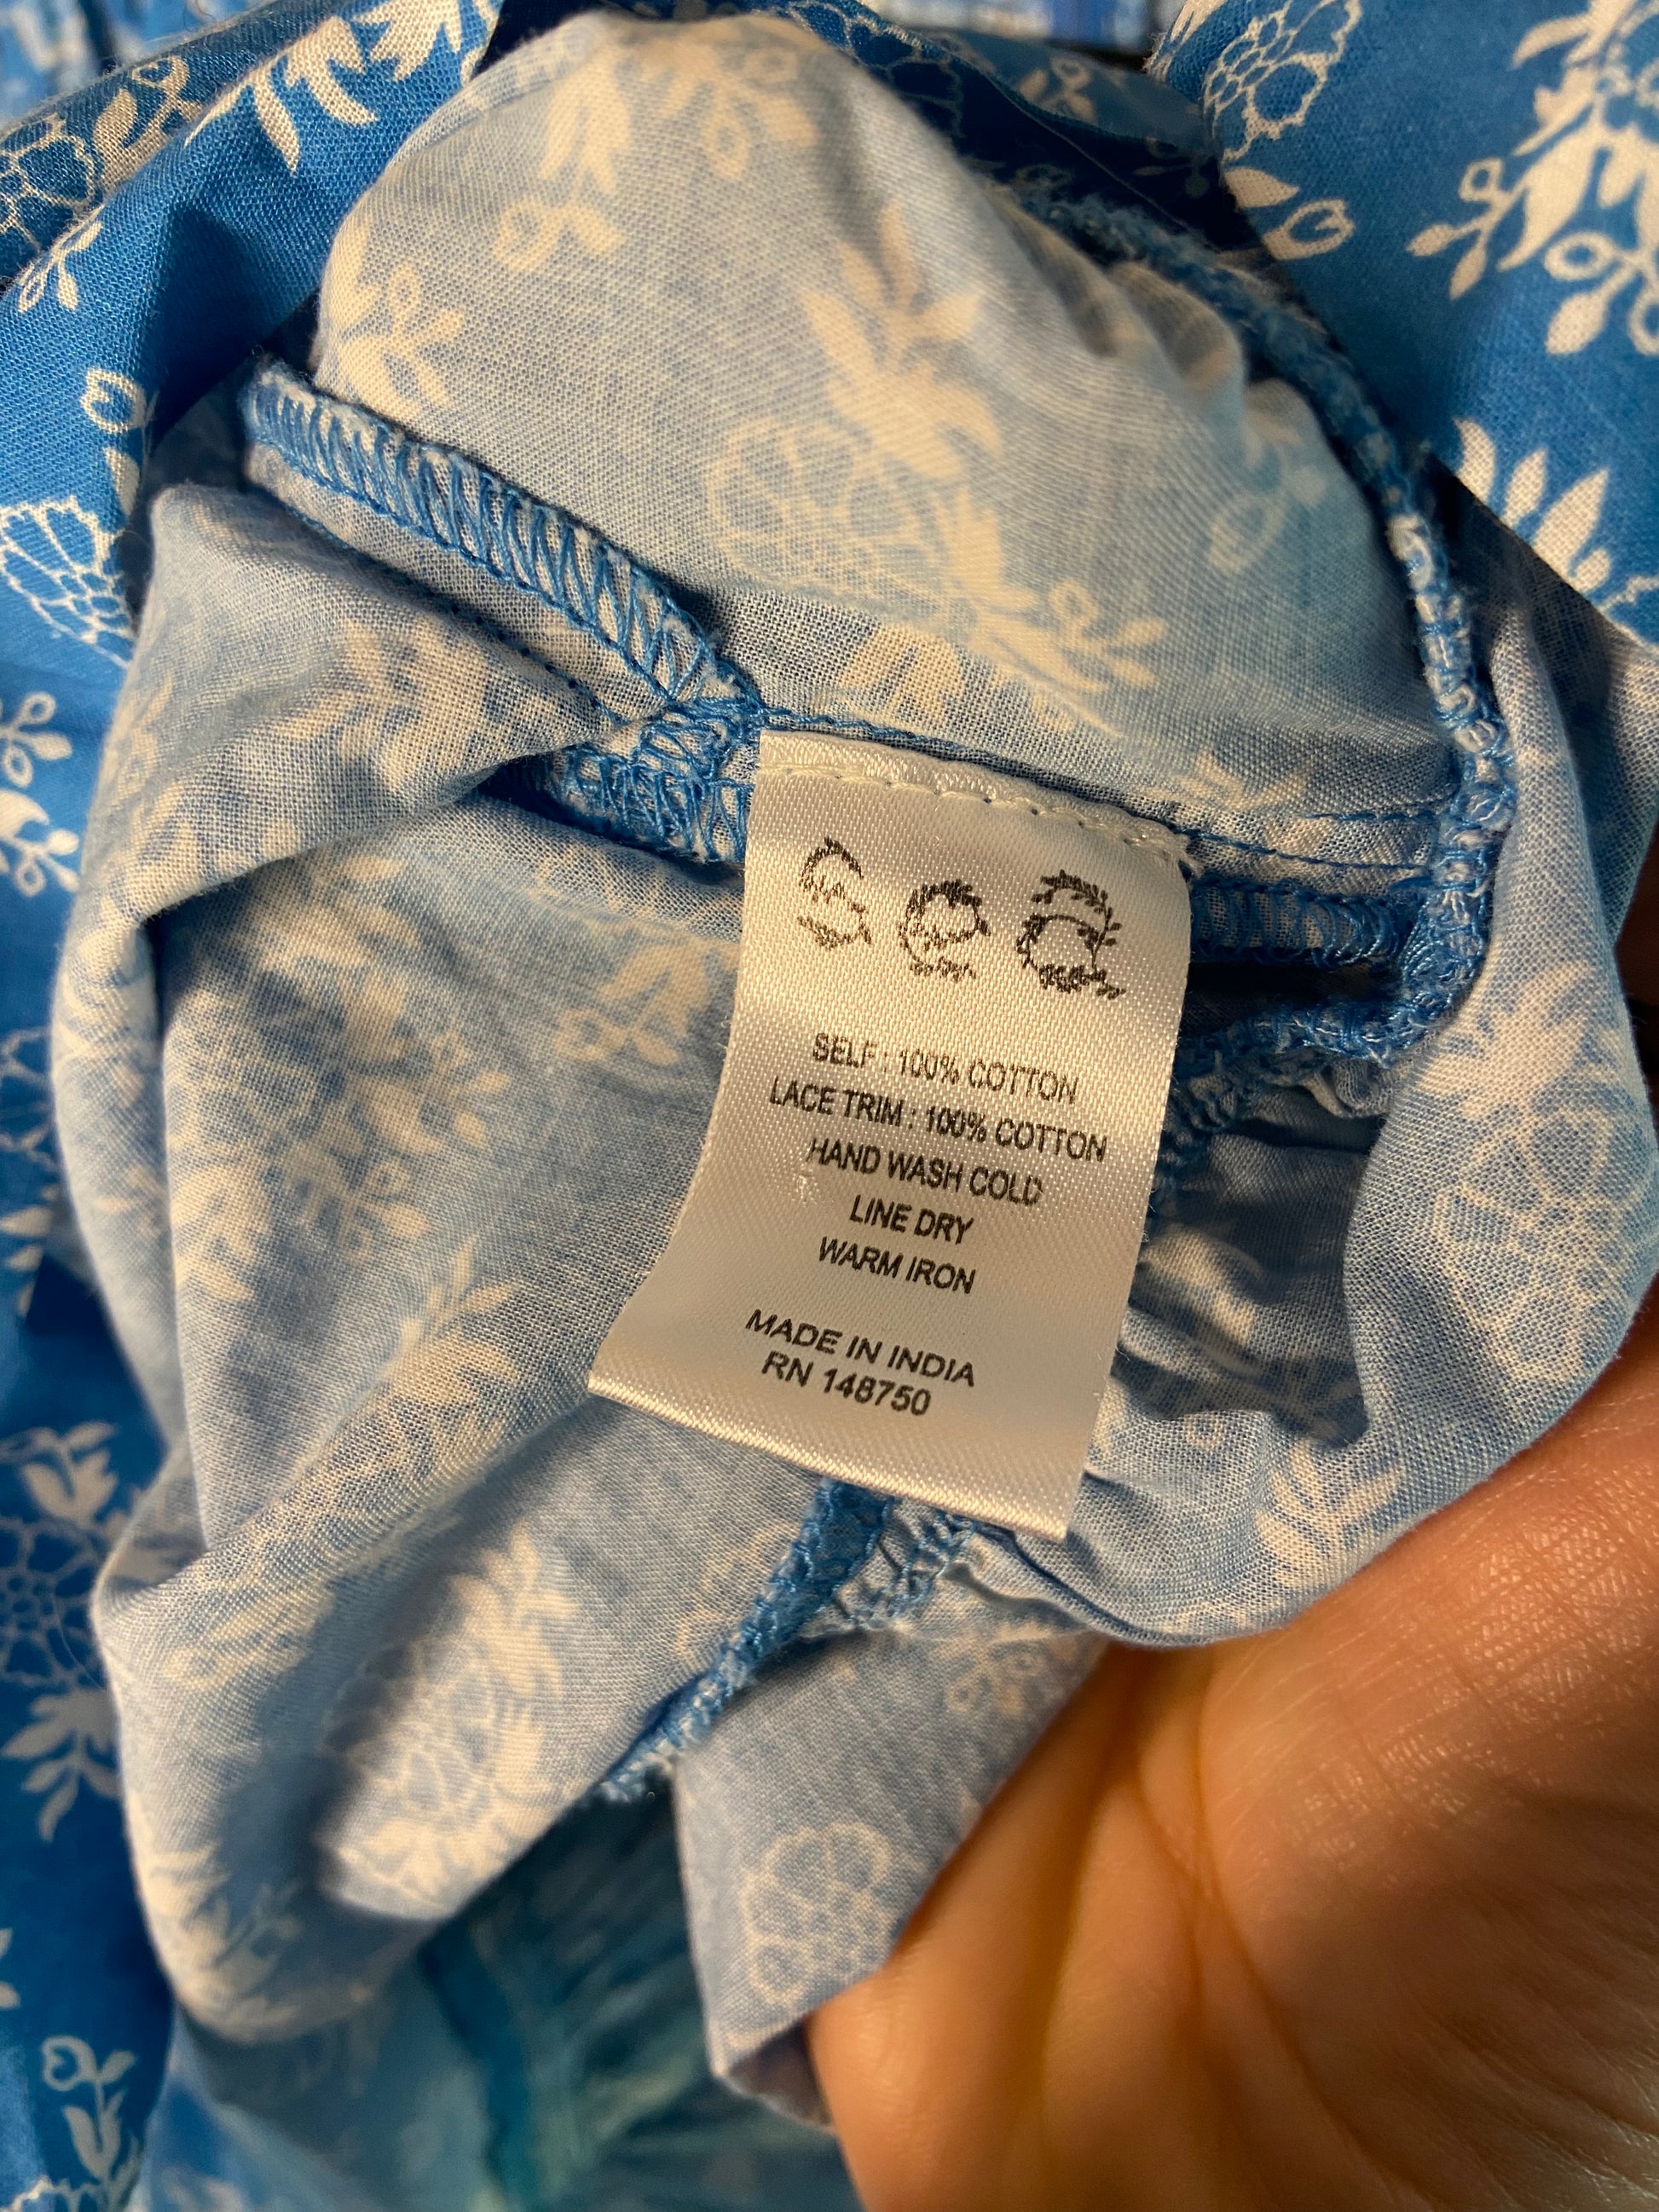 SELF : 100% COTTON
LACE TRIM : 100% COTTON
HAND WASH COLD
LINE DRY
WARM IRON
MADE IN INDIA
RN 148750